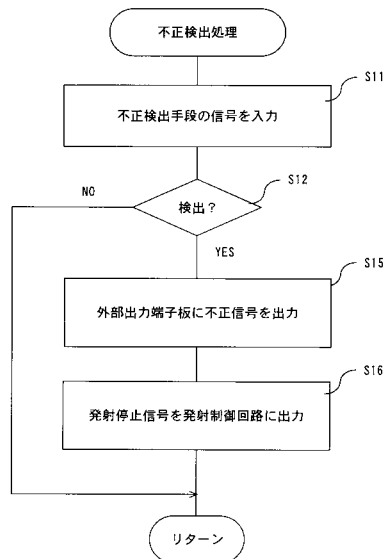 不正検出処理
S11
不正検出手段の信号を入力
S12
NO
検出？
YES
S15
外部出力端子板に不正信号を出力
S16
発射停止信号を発射制御回路に出力
リターン